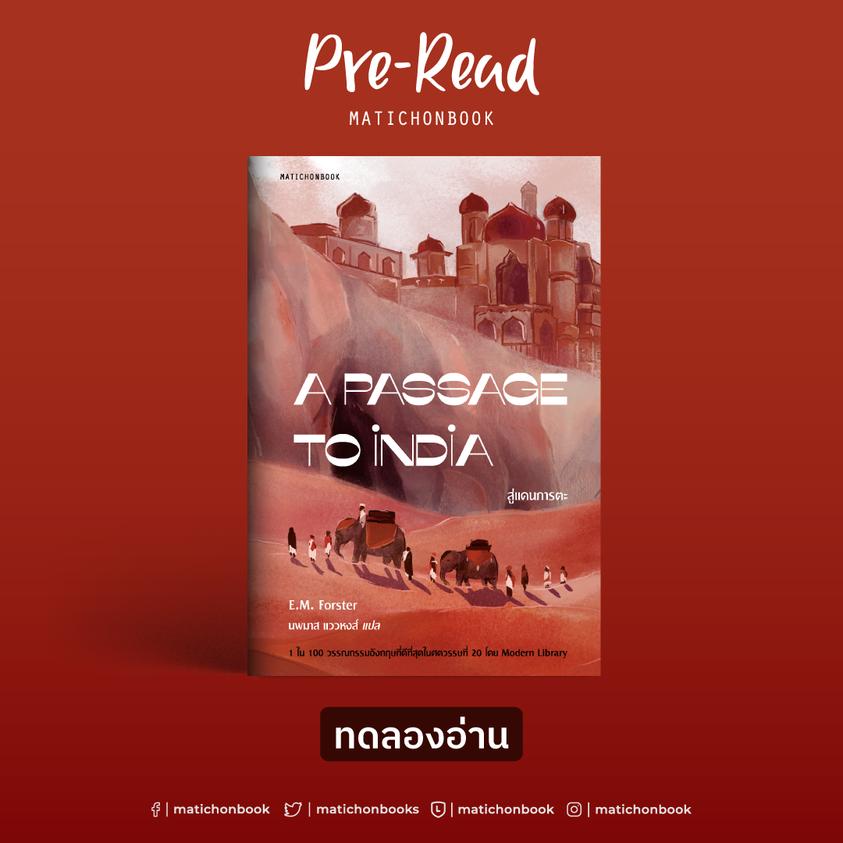 Pre-Read
MATICHONBOOK
MATICHONBOOK
A PASSAGE
TO INDIA
สู่แดนภารตะ
E.M. Forster
นพมาส แววหงส์ แปล
1 ใน 100 วรรณกรรมอังกฤษที่ดีที่สุดในศตวรรษที่ 20 โดย Modern Library
ทดลองอ่าน
| matichonbook | matichonbooks | matichonbook | matichonbook